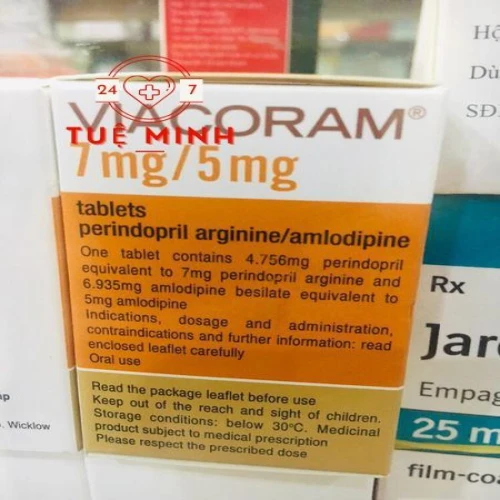 24 7
TUỆ MINH
VIACORAM®
7mg/5mg
tablets
perindopril arginine/amlodipine
One tablet contains 4.756mg perindopril
equivalent to 7mg perindopril arginine and
6.935mg amlodipine besilate equivalent to
5mg amlodipine
Indications, dosage and administration,
contraindications and further information: read
enclosed leaflet carefully
Oral use
Read the package leaflet before use
Keep out of the reach and sight of children.
Storage conditions: below 30°C. Medicinal
product subject to medical prescription
Please respect the prescribed dose
Wicklow
Rx
Empag
25 m
film-co